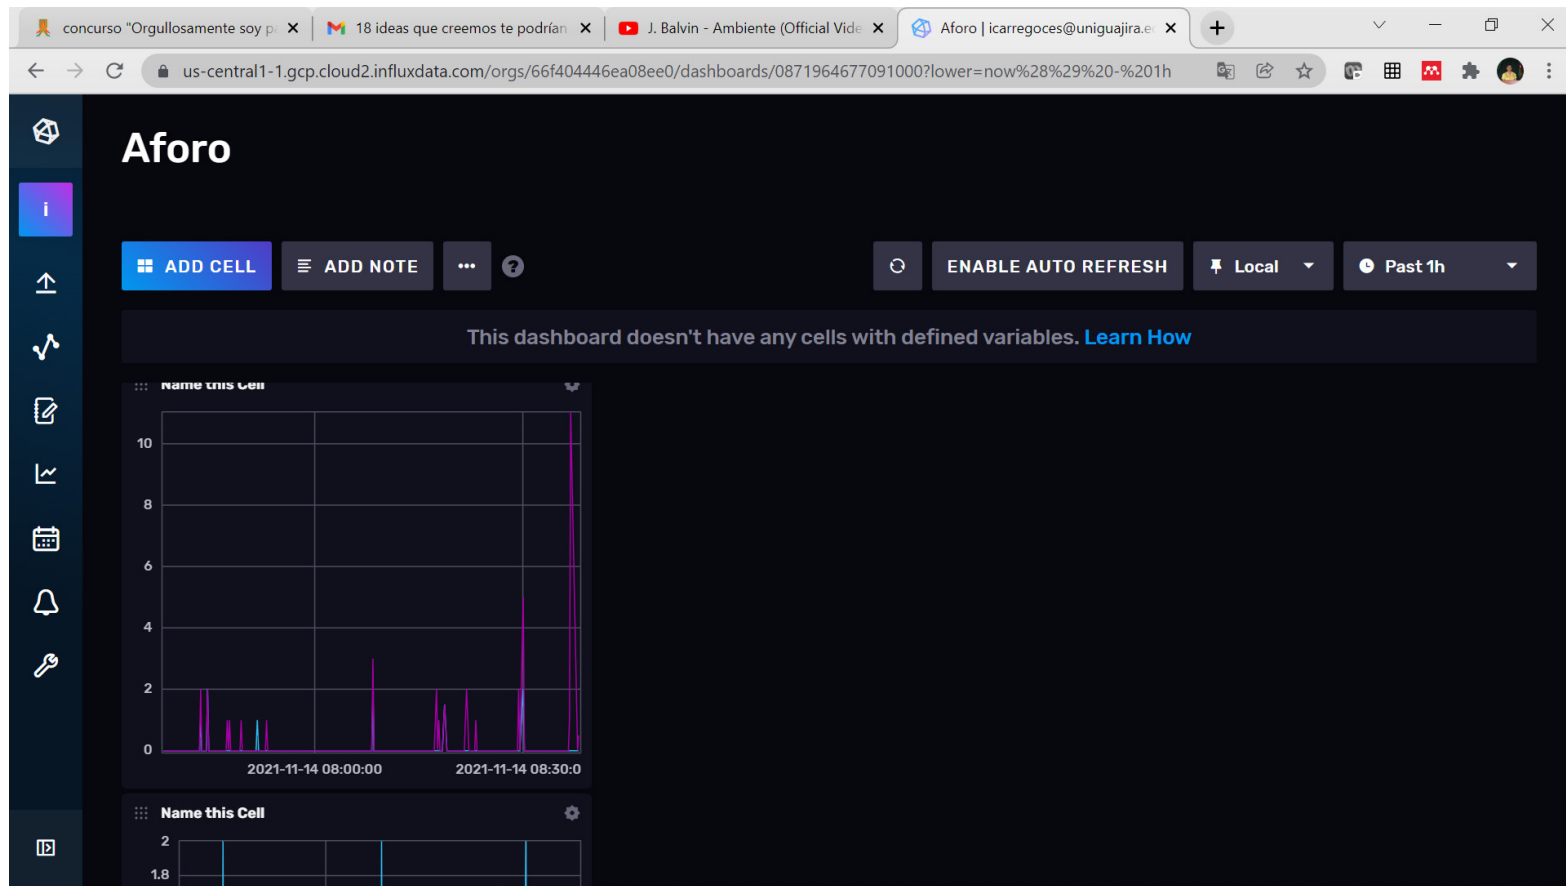 concurso "Orgullosamente soy pa
18 ideas que creemos te podrían
J. Balvin - Ambiente (Official Vide
Aforo | icarregoces@uniguajira.ec
us-central1-1.gcp.cloud2.influxdata.com/orgs/66f404446ea08ee0/dashboards/0871964677091000?lower=now%28%29%20-%201h
Aforo
i
ADD CELL
ADD NOTE
ENABLE AUTO REFRESH
Local
Past 1h
This dashboard doesn't have any cells with defined variables. Learn How
Name this Cell
10
8
6
4
2
0
2021-11-14 08:00:00
2021-11-14 08:30:0
Name this Cell
2
1.8